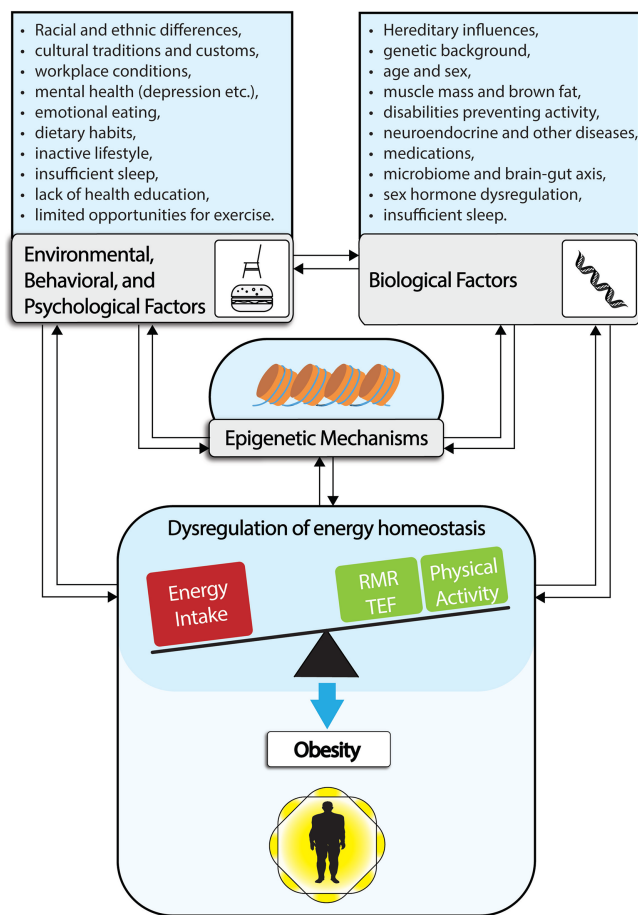 • Racial and ethnic differences,
• cultural traditions and customs,
• workplace conditions,
• mental health (depression etc.),
• emotional eating,
• dietary habits,
• inactive lifestyle,
• insufficient sleep,
• lack of health education,
• limited opportunities for exercise.
Environmental,
Behavioral, and
Psychological Factors
• Hereditary influences,
• genetic background,
• age and sex,
• muscle mass and brown fat,
• disabilities preventing activity,
• neuroendocrine and other diseases,
• medications,
• microbiome and brain-gut axis,
• sex hormone dysregulation,
• insufficient sleep.
Biological Factors
Epigenetic Mechanisms
Dysregulation of energy homeostasis
Energy
Intake
RMR
TEF
Physical
Activity
Obesity